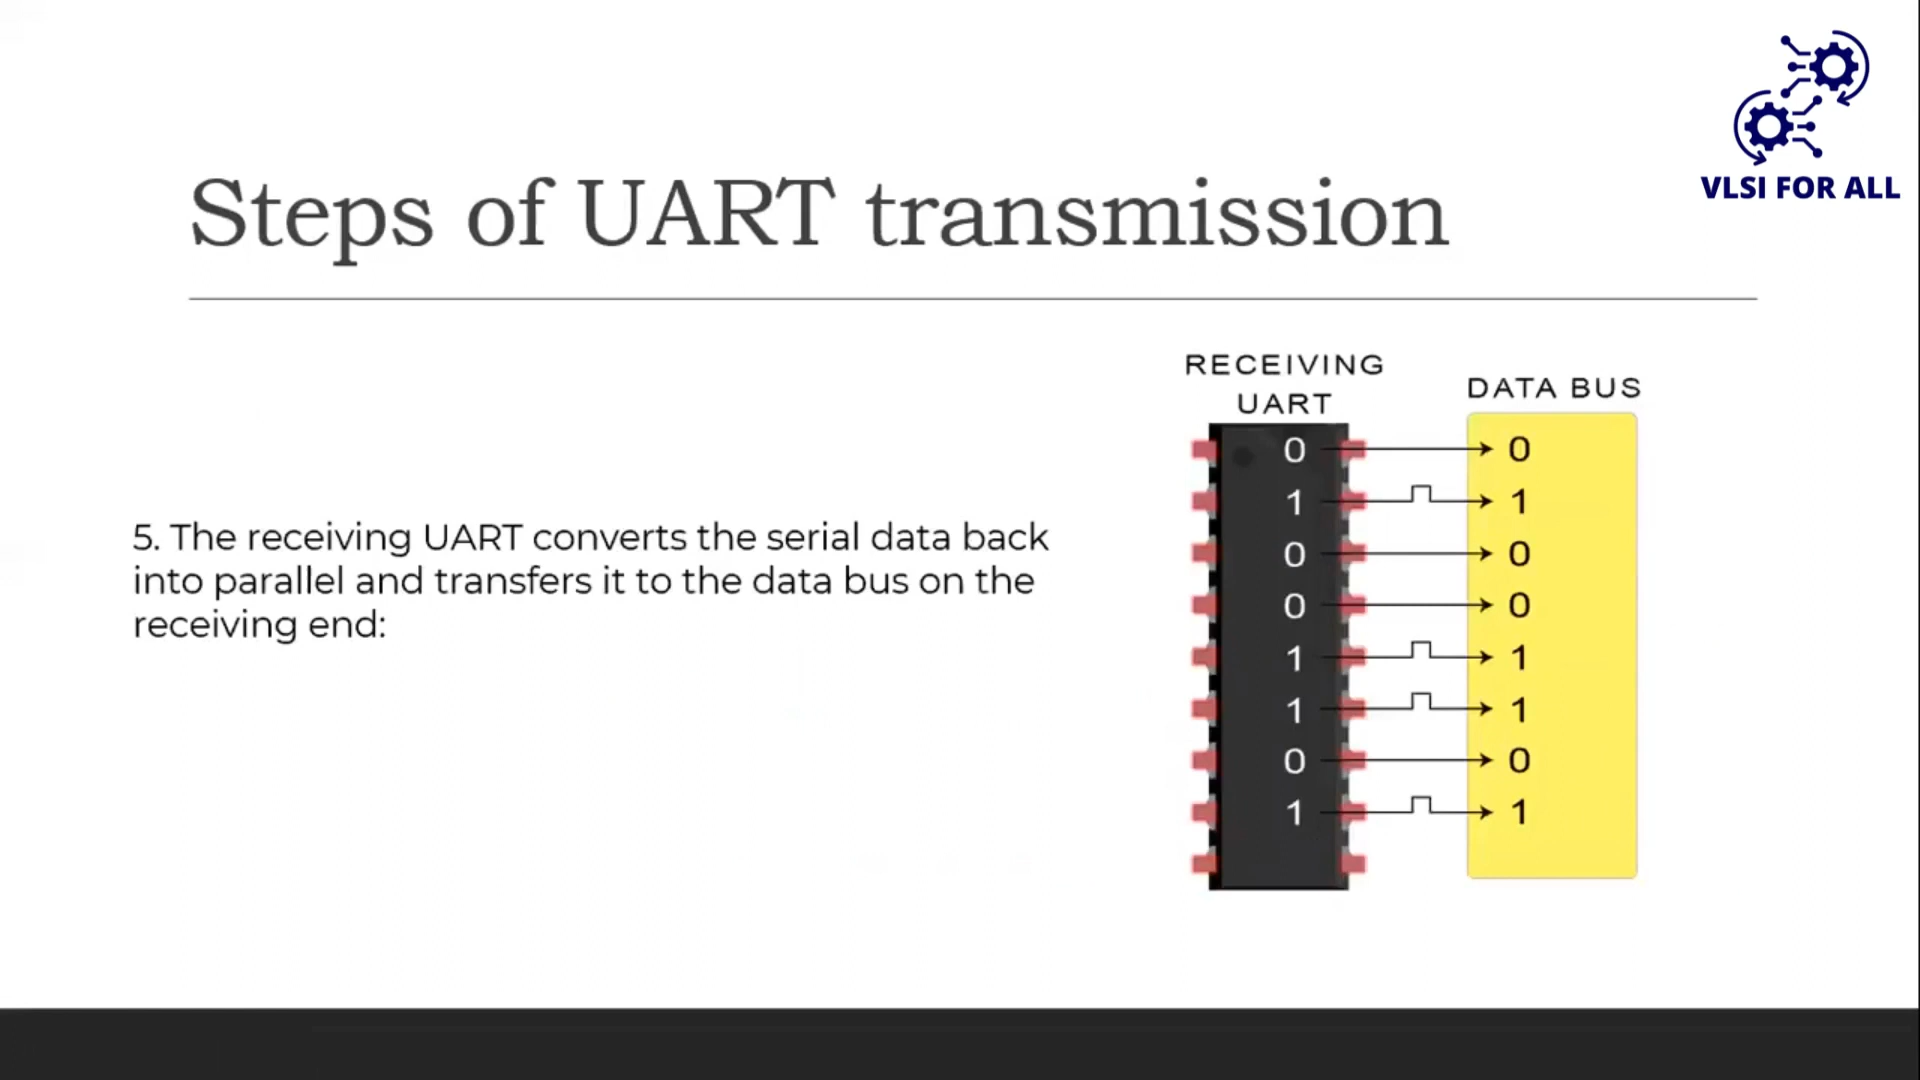 VLSI FOR ALL
Steps of UART transmission
5. The receiving UART converts the serial data back
into parallel and transfers it to the data bus on the
receiving end:
RECEIVING
UART
DATA BUS
0 0
1 1
0 0
0 0
1 1
1 1
0 0
1 1